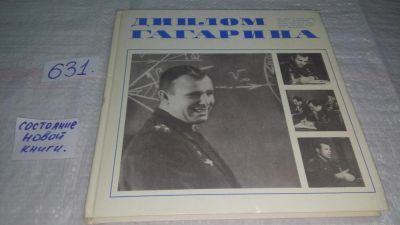 631.
состояние
новой
книги.
ДИПЛОМ
ГАГАРИНА